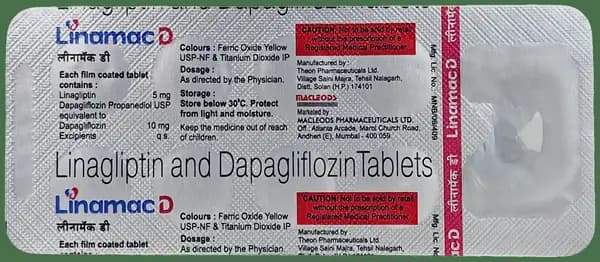 Linamac D
लीनामॅक डी
Each film coated tablet
contains :
Linagliptin 5 mg
Dapagliflozin Propanediol USP
equivalent to
Dapagliflozin 10 mg
Excipients q.s.
Colours : Ferric Oxide Yellow
USP-NF & Titanium Dioxide IP
Dosage :
As directed by the Physician.
Storage :
Store below 30°C. Protect
from light and moisture.
Keep the medicine out of reach
of children.
CAUTION: Not to be sold by retail
without the prescription of a
Registered Medical Practitioner.
Manufactured by :
Theon Pharmaceuticals Ltd.
Village Saini Majra, Tehsil Nalagarh,
Distt. Solan (H.P.) 174101
MACLEODS
Marketed by :
MACLEODS PHARMACEUTICALS LTD.
Off.: Atlanta Arcade, Marol Church Road,
Andheri (E), Mumbai - 400 059.
Mfg. Lic. No.
Linamac D
लीनामॅक डी
Linagliptin and Dapagliflozin Tablets
Linamac D
लीनामॅक डी
Each film coated tablet
Colours : Ferric Oxide Yellow
USP-NF & Titanium Dioxide IP
Dosage :
As directed by the Physician.
CAUTION: Not to be sold by retail
without the prescription of a
Registered Medical Practitioner.
Manufactured by :
Theon Pharmaceuticals Ltd.
Village Saini Majra, Tehsil Nalagarh,
Mfg. Lic. No.